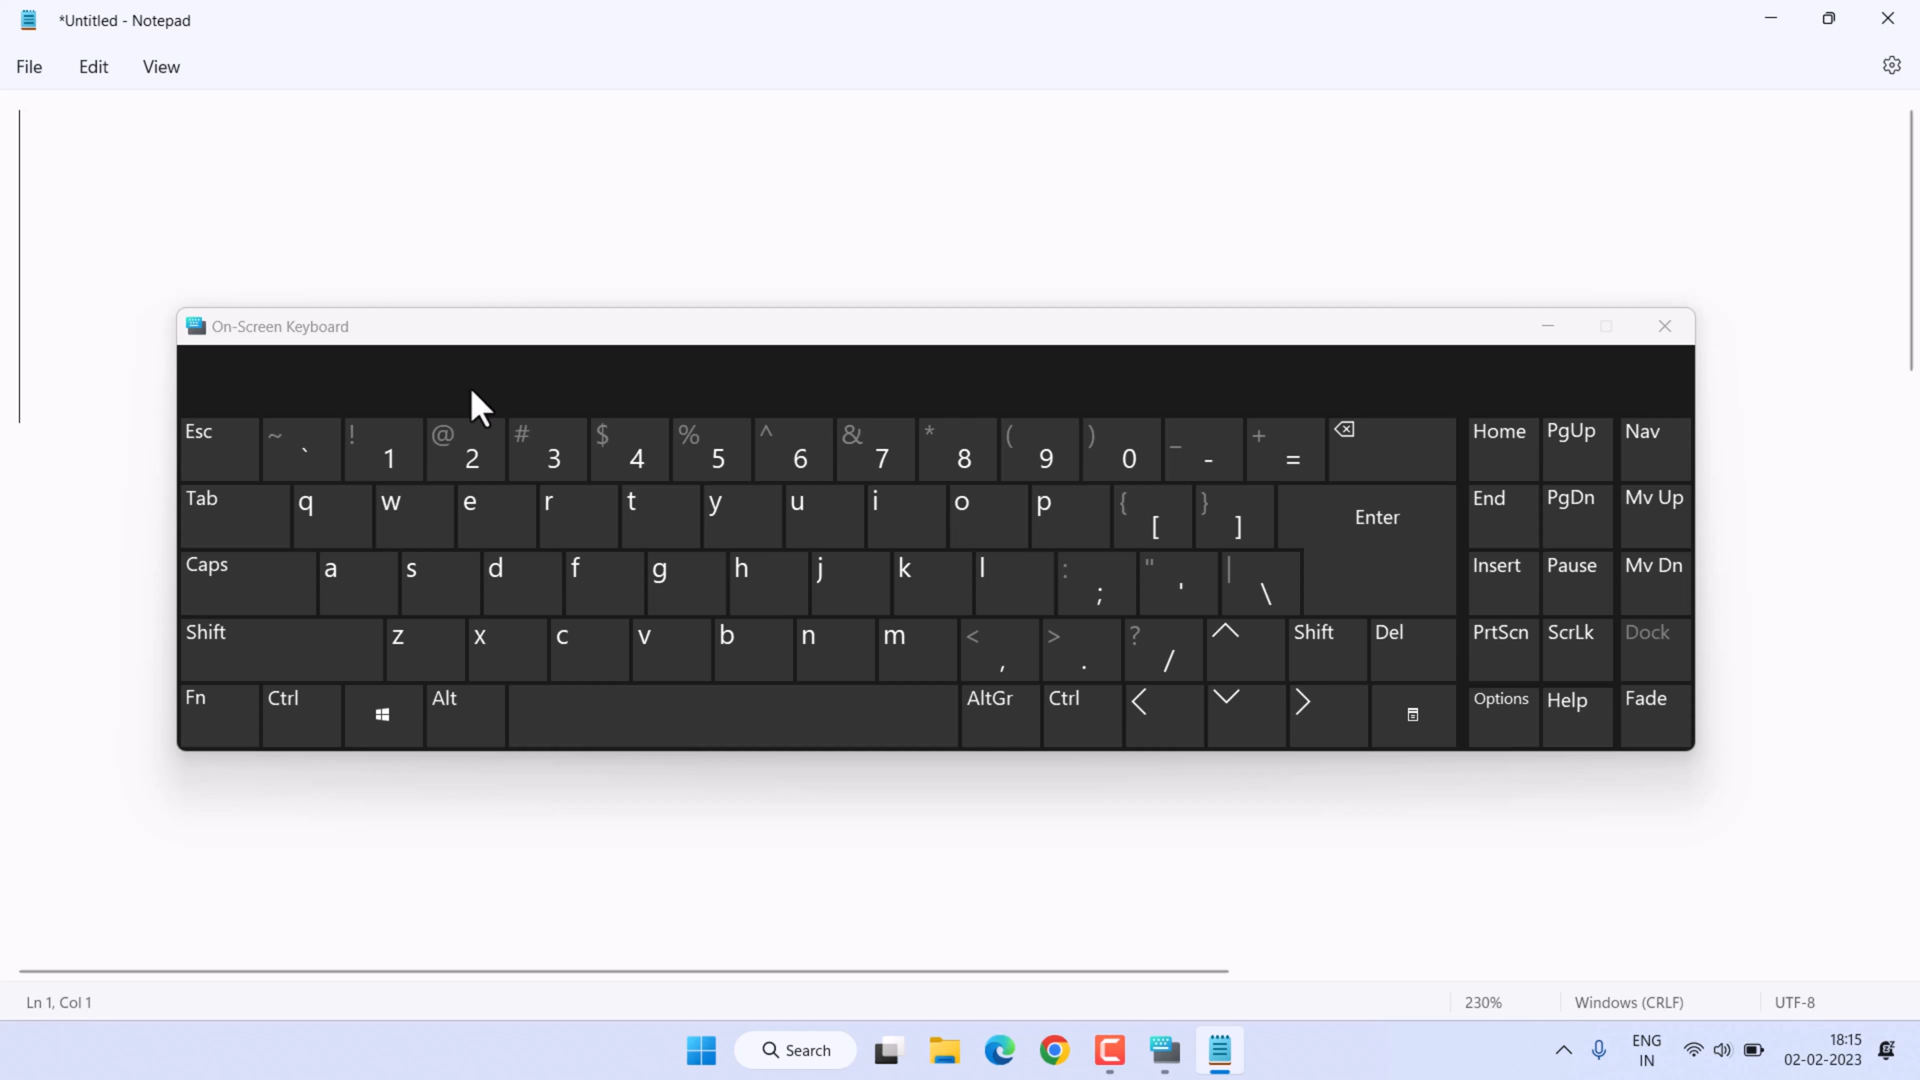 *Untitled - Notepad
File Edit View
On-Screen Keyboard
Esc ~ ` ! 1 @ 2 # 3 $ 4 % 5 ^ 6 & 7 * 8 ( 9 ) 0 _ - + = Home PgUp Nav
Tab q w e r t y u i o p { [ } ] Enter End PgDn Mv Up
Caps a s d f g h j k l : ; " ' | \ Insert Pause Mv Dn
Shift z x c v b n m < , > . ? / Shift Del PrtScn ScrLk Dock
Fn Ctrl Alt AltGr Ctrl Options Help Fade
Ln 1, Col 1 230% Windows (CRLF) UTF-8
Search ENG 18:15
IN 02-02-2023